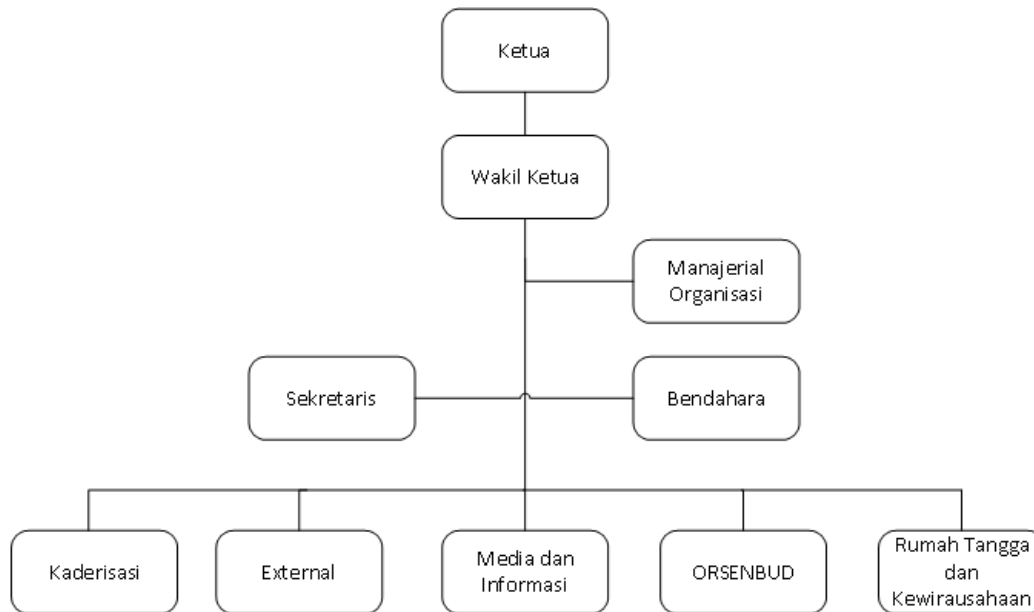 Ketua
Wakil Ketua
Manajerial
Organisasi
Sekretaris
Bendahara
Kaderisasi
External
Media dan
Informasi
ORSENBUD
Rumah Tangga
dan
Kewirausahaan